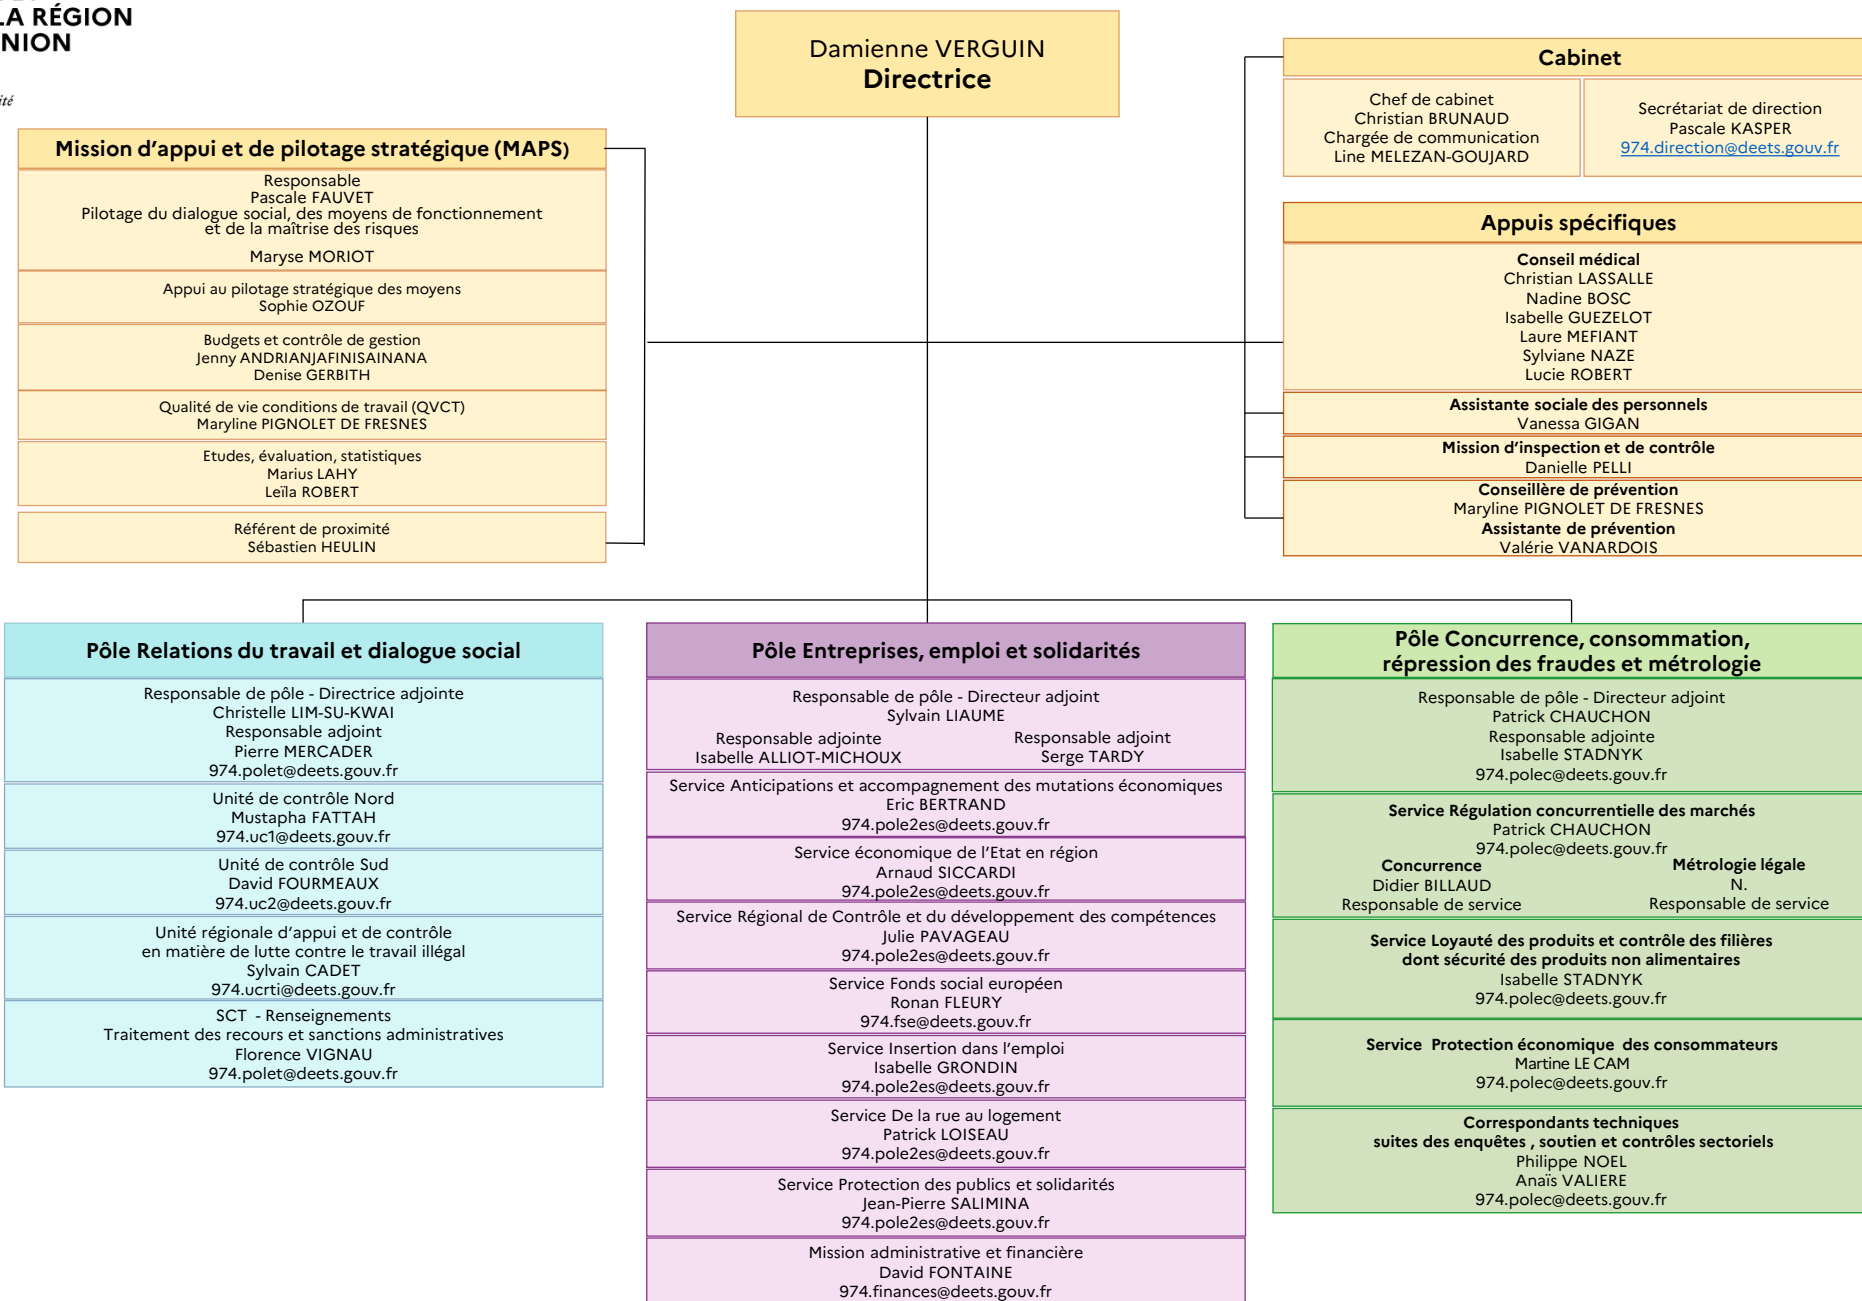 LA RÉGION
NION
ité
Damienne VERGUIN
Directrice
Cabinet
Chef de cabinet
Christian BRUNAUD
Chargée de communication
Line MELEZAN-GOUJARD
Secrétariat de direction
Pascale KASPER
974.direction@deets.gouv.fr
Mission d’appui et de pilotage stratégique (MAPS)
Responsable
Pascale FAUVET
Pilotage du dialogue social, des moyens de fonctionnement
et de la maîtrise des risques
Maryse MORIOT
Appui au pilotage stratégique des moyens
Sophie OZOUF
Budgets et contrôle de gestion
Jenny ANDRIANJAFINISAINANA
Denise GERBITH
Qualité de vie conditions de travail (QVCT)
Maryline PIGNOLET DE FRESNES
Etudes, évaluation, statistiques
Marius LAHY
Leïla ROBERT
Référent de proximité
Sébastien HEULIN
Appuis spécifiques
Conseil médical
Christian LASSALLE
Nadine BOSC
Isabelle GUEZELOT
Laure MEFIANT
Sylviane NAZE
Lucie ROBERT
Assistante sociale des personnels
Vanessa GIGAN
Mission d’inspection et de contrôle
Danielle PELLI
Conseillère de prévention
Maryline PIGNOLET DE FRESNES
Assistante de prévention
Valérie VANARDOIS
Pôle Relations du travail et dialogue social
Responsable de pôle - Directrice adjointe
Christelle LIM-SU-KWAI
Responsable adjoint
Pierre MERCADER
974.polet@deets.gouv.fr
Unité de contrôle Nord
Mustapha FATTAH
974.uc1@deets.gouv.fr
Unité de contrôle Sud
David FOURMEAUX
974.uc2@deets.gouv.fr
Unité régionale d’appui et de contrôle
en matière de lutte contre le travail illégal
Sylvain CADET
974.ucrti@deets.gouv.fr
SCT - Renseignements
Traitement des recours et sanctions administratives
Florence VIGNAU
974.polet@deets.gouv.fr
Pôle Entreprises, emploi et solidarités
Responsable de pôle - Directeur adjoint
Sylvain LIAUME
Responsable adjointe
Isabelle ALLIOT-MICHOUX
Responsable adjoint
Serge TARDY
Service Anticipations et accompagnement des mutations économiques
Eric BERTRAND
974.pole2es@deets.gouv.fr
Service économique de l’Etat en région
Arnaud SICCARDI
974.pole2es@deets.gouv.fr
Service Régional de Contrôle et du développement des compétences
Julie PAVAGEAU
974.pole2es@deets.gouv.fr
Service Fonds social européen
Ronan FLEURY
974.fse@deets.gouv.fr
Service Insertion dans l’emploi
Isabelle GRONDIN
974.pole2es@deets.gouv.fr
Service De la rue au logement
Patrick LOISEAU
974.pole2es@deets.gouv.fr
Service Protection des publics et solidarités
Jean-Pierre SALIMINA
974.pole2es@deets.gouv.fr
Mission administrative et financière
David FONTAINE
974.finances@deets.gouv.fr
Pôle Concurrence, consommation,
répression des fraudes et métrologie
Responsable de pôle - Directeur adjoint
Patrick CHAUCHON
Responsable adjointe
Isabelle STADNYK
974.polec@deets.gouv.fr
Service Régulation concurrentielle des marchés
Patrick CHAUCHON
974.polec@deets.gouv.fr
Concurrence
Didier BILLAUD
Responsable de service
Métrologie légale
N.
Responsable de service
Service Loyauté des produits et contrôle des filières
dont sécurité des produits non alimentaires
Isabelle STADNYK
974.polec@deets.gouv.fr
Service Protection économique des consommateurs
Martine LE CAM
974.polec@deets.gouv.fr
Correspondants techniques
suites des enquêtes , soutien et contrôles sectoriels
Philippe NOEL
Anaïs VALIERE
974.polec@deets.gouv.fr